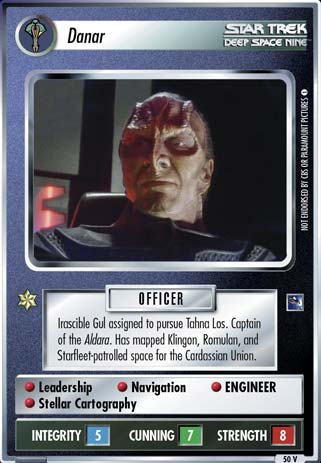 Danar
STAR TREK
DEEP SPACE NINE
NOT ENDORSED BY CBS OR PARAMOUNT PICTURES
OFFICER
Irascible Gul assigned to pursue Tahna Los. Captain
of the Aldara. Has mapped Klingon, Romulan, and
Starfleet-patrolled space for the Cardassian Union.
Leadership Navigation ENGINEER
Stellar Cartography
INTEGRITY 5 CUNNING 7 STRENGTH 8
50 V